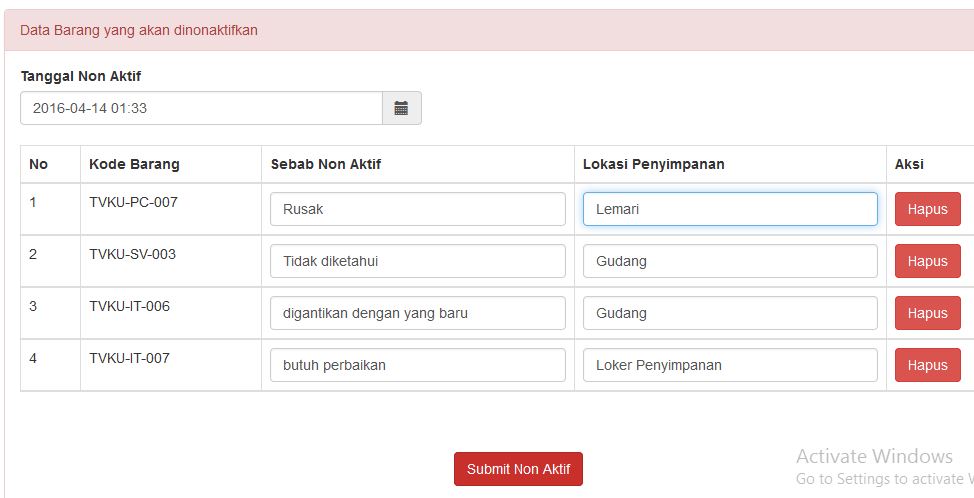 Data Barang yang akan dinonaktifkan
Tanggal Non Aktif
2016-04-14 01:33
No Kode Barang Sebab Non Aktif Lokasi Penyimpanan Aksi
1 TVKU-PC-007 Rusak Lemari Hapus
2 TVKU-SV-003 Tidak diketahui Gudang Hapus
3 TVKU-IT-006 digantikan dengan yang baru Gudang Hapus
4 TVKU-IT-007 butuh perbaikan Loker Penyimpanan Hapus
Submit Non Aktif
Activate Windows
Go to Settings to activate